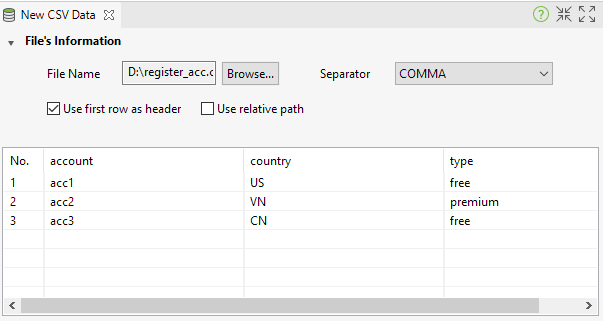 New CSV Data
File's Information
File Name D:\register_acc.c Browse... Separator COMMA
Use first row as header Use relative path
No. account country type
1 acc1 US free
2 acc2 VN premium
3 acc3 CN free